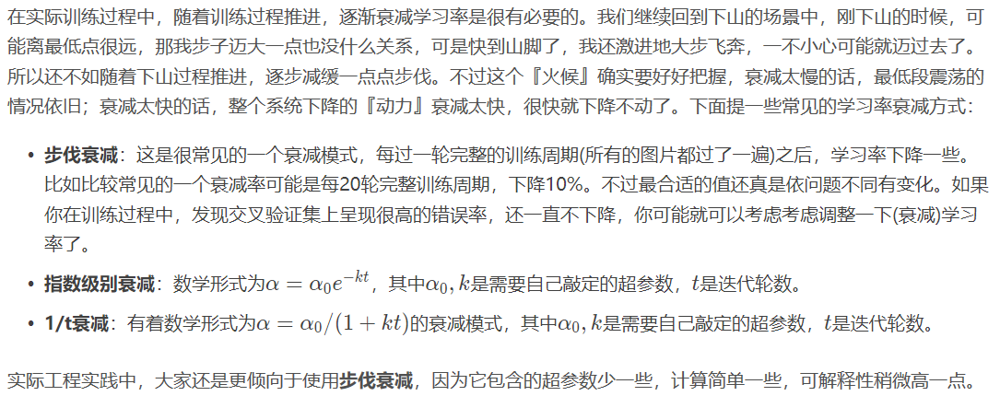 在实际训练过程中，随着训练过程推进，逐渐衰减学习率是很有必要的。我们继续回到下山的场景中，刚下山的时候，可
能离最低点很远，那我步子迈大一点也没什么关系，可是快到山脚了，我还激进地大步飞奔，一不小心可能就迈过去了。
所以还不如随着下山过程推进，逐步减缓一点点步伐。不过这个『火候』确实要好好把握，衰减太慢的话，最低段震荡的
情况依旧；衰减太快的话，整个系统下降的『动力』衰减太快，很快就下降不动了。下面提一些常见的学习率衰减方式：
• 步伐衰减：这是很常见的一个衰减模式，每过一轮完整的训练周期(所有的图片都过了一遍)之后，学习率下降一些。
比如比较常见的一个衰减率可能是每20轮完整训练周期，下降10%。不过最合适的值还真是依问题不同有变化。如果
你在训练过程中，发现交叉验证集上呈现很高的错误率，还一直不下降，你可能就可以考虑考虑调整一下(衰减)学习
率了。
• 指数级别衰减：数学形式为α = α₀e^{−kt}，其中α₀, k是需要自己敲定的超参数，t是迭代轮数。
• 1/t衰减：有着数学形式为α = α₀/(1 + kt)的衰减模式，其中α₀, k是需要自己敲定的超参数，t是迭代轮数。
实际工程实践中，大家还是更倾向于使用步伐衰减，因为它包含的超参数少一些，计算简单一些，可解释性稍微高一点。